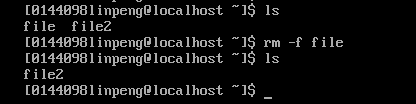 [0144098linpeng@localhost ~]$ ls
file  file2
[0144098linpeng@localhost ~]$ rm -f file
[0144098linpeng@localhost ~]$ ls
file2
[0144098linpeng@localhost ~]$ _